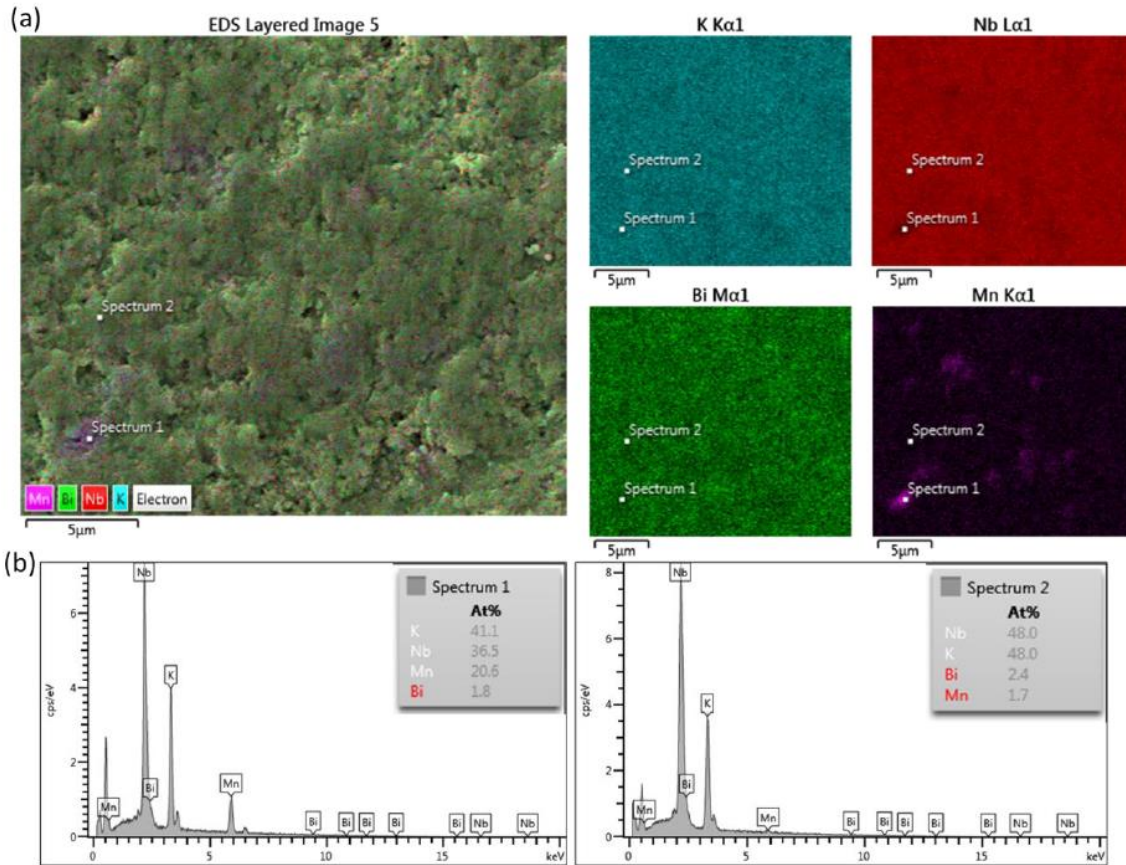 (a)
EDS Layered Image 5
Spectrum 2
Spectrum 1
Mn Bi Nb K Electron
5µm
K Kα1
Spectrum 2
Spectrum 1
5µm
Nb Lα1
Spectrum 2
Spectrum 1
5µm
Bi Mα1
Spectrum 2
Spectrum 1
5µm
Mn Kα1
Spectrum 2
Spectrum 1
5µm
(b)
Spectrum 1
At%
K 41.1
Nb 36.5
Mn 20.6
Bi 1.8
Nb
K
Mn Bi Mn Bi Bi Bi Bi Bi Nb Nb
cps/eV
6
4
2
0
0 5 10 15 keV
Spectrum 2
At%
Nb 48.0
K 48.0
Bi 2.4
Mn 1.7
Nb
K
Mn Bi Mn Bi Bi Bi Bi Bi Nb Nb
cps/eV
8
6
4
2
0
0 5 10 15 20 keV